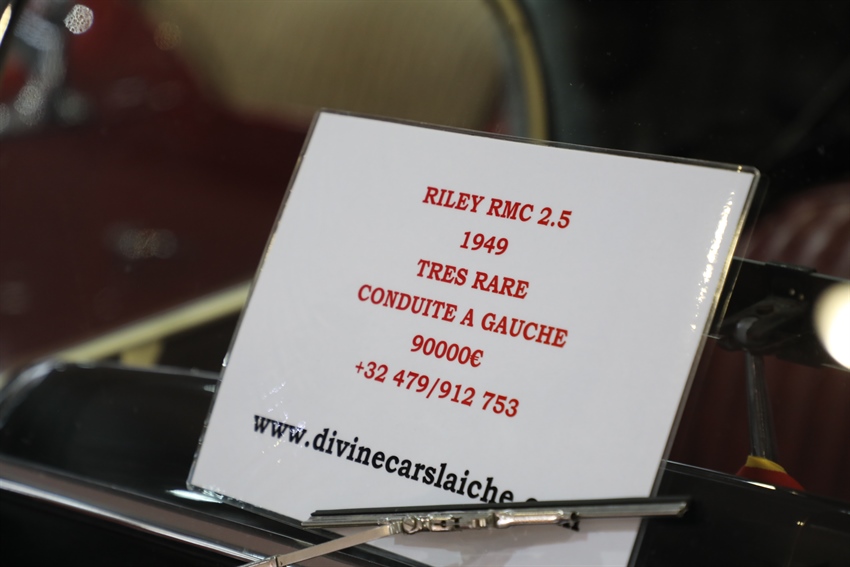 RILEY RMC 2.5
1949
TRES RARE
CONDUITE A GAUCHE
90000€
+32 479/912 753
www.divinecarslaiche.